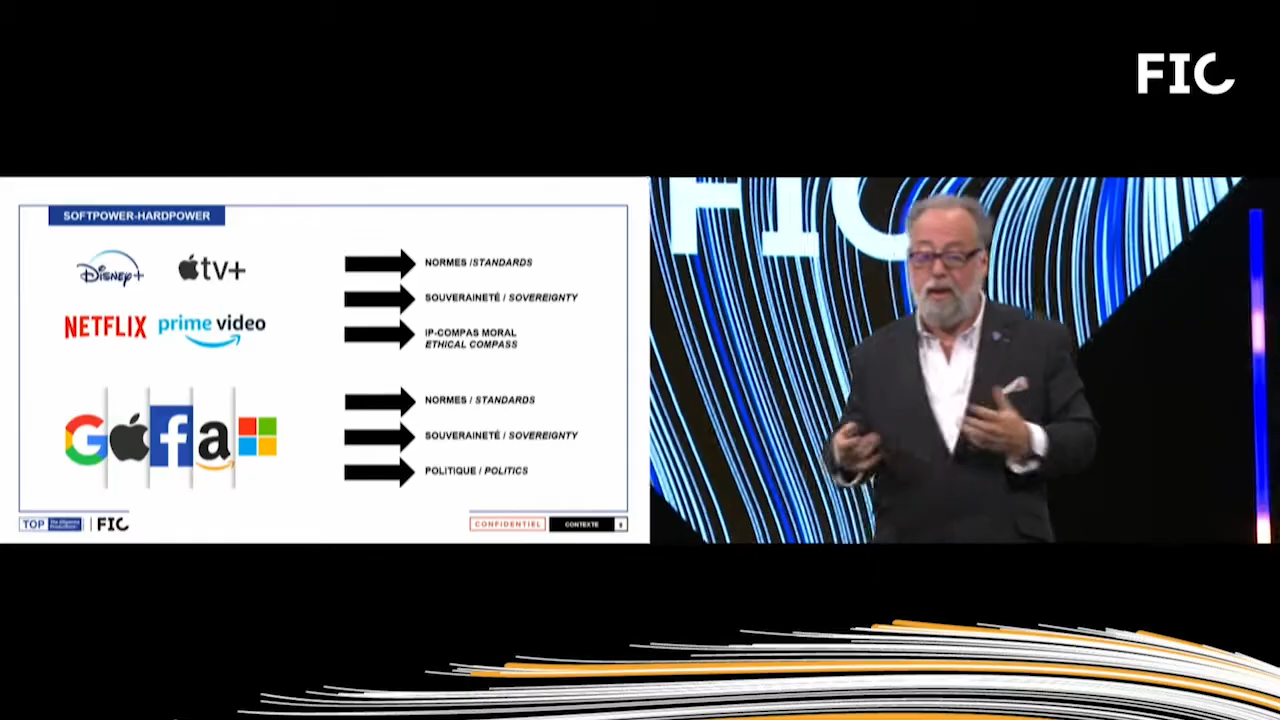 FIC
SOFTPOWER-HARDPOWER
Disney+
tv+
NETFLIX
prime video
NORMES /STANDARDS
SOUVERAINETÉ / SOVEREIGNTY
IP-COMPAS MORAL
ETHICAL COMPASS
G f a
NORMES / STANDARDS
SOUVERAINETÉ / SOVEREIGNTY
POLITIQUE / POLITICS
TOP
FIC
CONFIDENTIEL
CONTEXTE
FIC